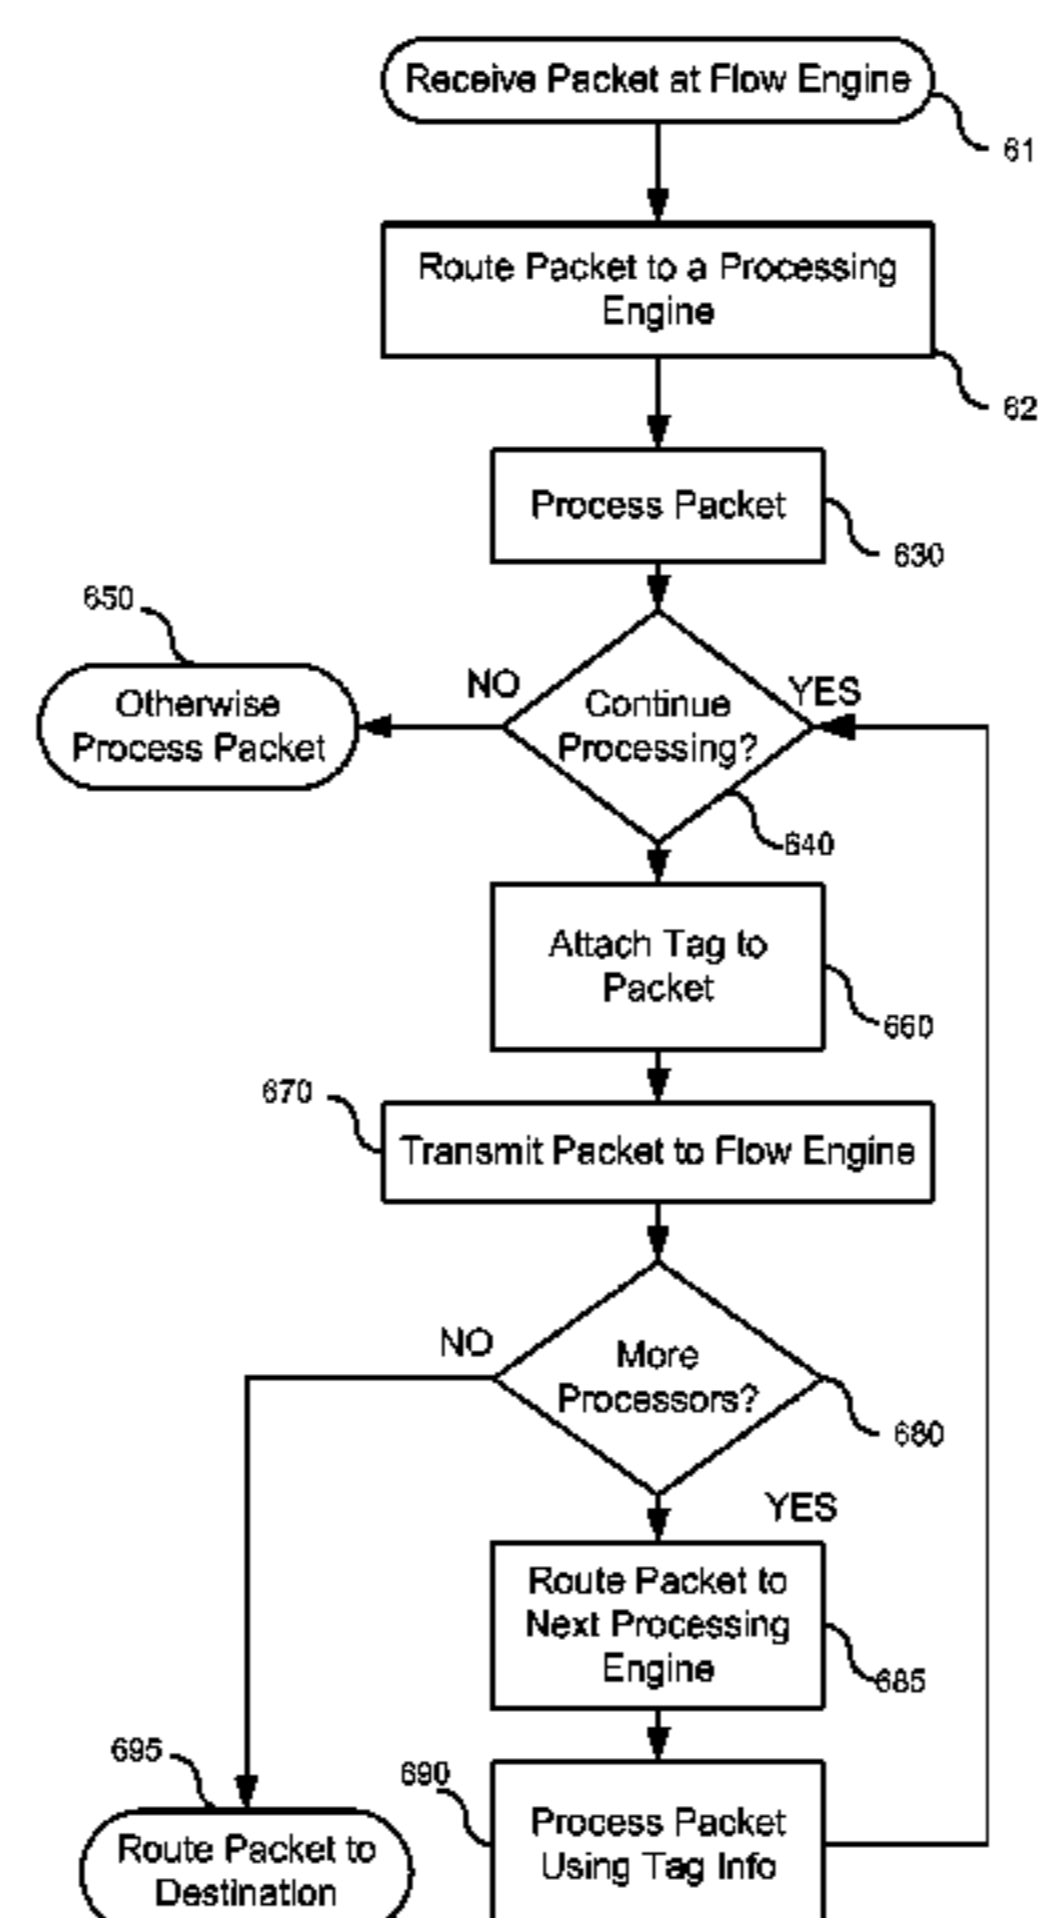 Receive Packet at Flow Engine
61
Route Packet to a Processing
Engine
62
Process Packet
630
650
Otherwise
Process Packet
NO
Continue
Processing?
YES
640
Attach Tag to
Packet
660
670
Transmit Packet to Flow Engine
NO
More
Processors?
680
YES
Route Packet to
Next Processing
Engine
685
695
Route Packet to
Destination
690
Process Packet
Using Tag Info